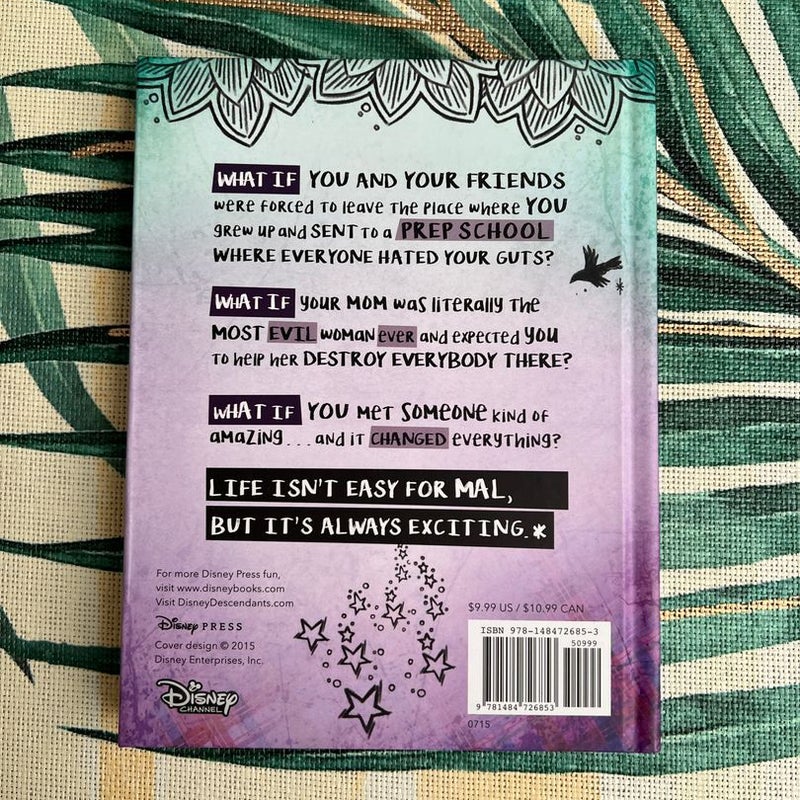 WHAT IF YOU AND YOUR FRIENDS
WERE FORCED TO LEAVE THE PLACE WHERE YOU
GREW UP AND SENT TO A PREP SCHOOL
WHERE EVERYONE HATED YOUR GUTS?
WHAT IF YOUR MOM WAS LITERALLY THE
MOST EVIL WOMAN EVER AND EXPECTED YOU
TO HELP HER DESTROY EVERYBODY THERE?
WHAT IF YOU MET SOMEONE KIND OF
AMAZING...AND IT CHANGED EVERYTHING?
LIFE ISN'T EASY FOR MAL,
BUT IT'S ALWAYS EXCITING.*
For more Disney Press fun,
visit www.disneybooks.com
Visit DisneyDescendants.com
Disney PRESS
Cover design © 2015
Disney Enterprises, Inc.
Disney
CHANNEL
$9.99 US / $10.99 CAN
ISBN 978-148472685-3
50999
9 781484 726853
0715